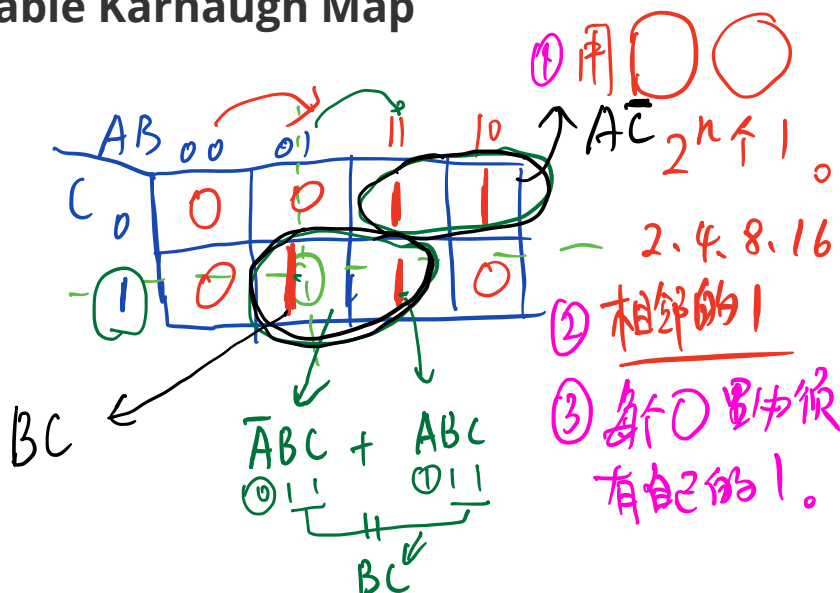 able Karnaugh Map
① 用
AB 00 01 11 10
AC̅ 2ⁿ个1。
C 0 0 0 1 1
2、4、8、16
1 0 1 1 0
② 相邻的1
③ 每个〇里必须
有自己的1。
BC
A̅BC + ABC
011 111
BC